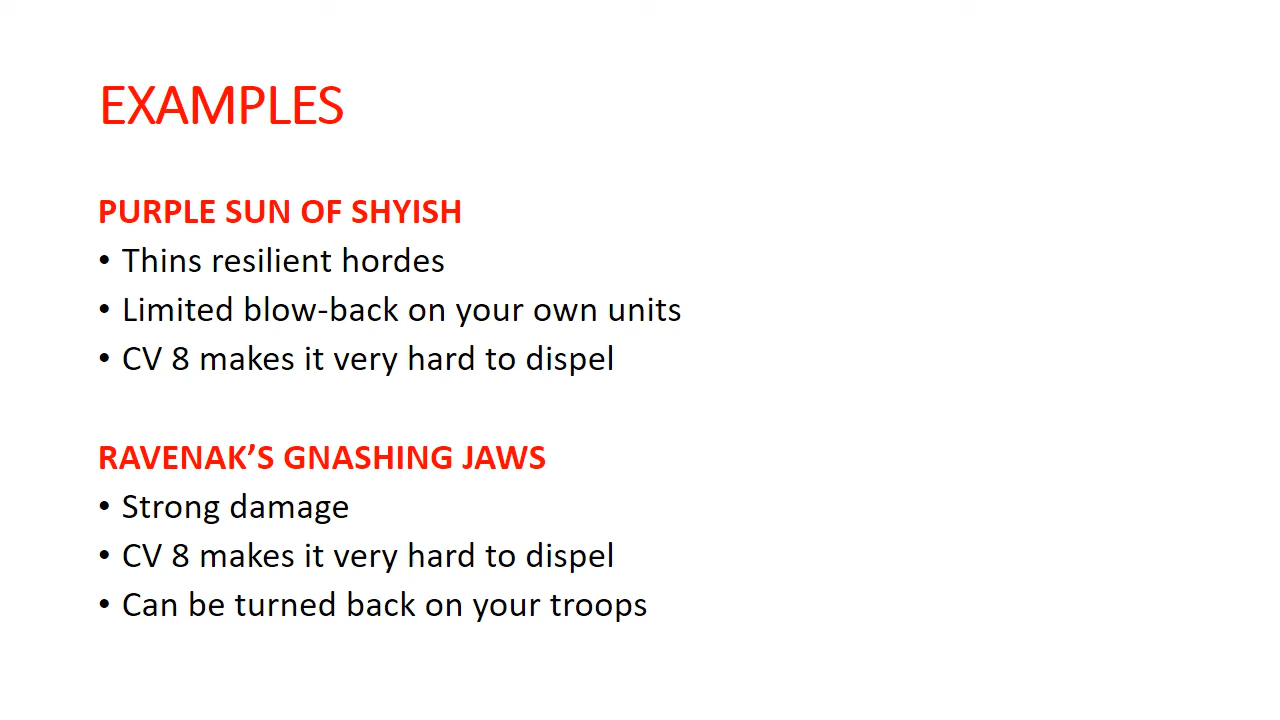 EXAMPLES
PURPLE SUN OF SHYISH
• Thins resilient hordes
• Limited blow-back on your own units
• CV 8 makes it very hard to dispel
RAVENAK’S GNASHING JAWS
• Strong damage
• CV 8 makes it very hard to dispel
• Can be turned back on your troops